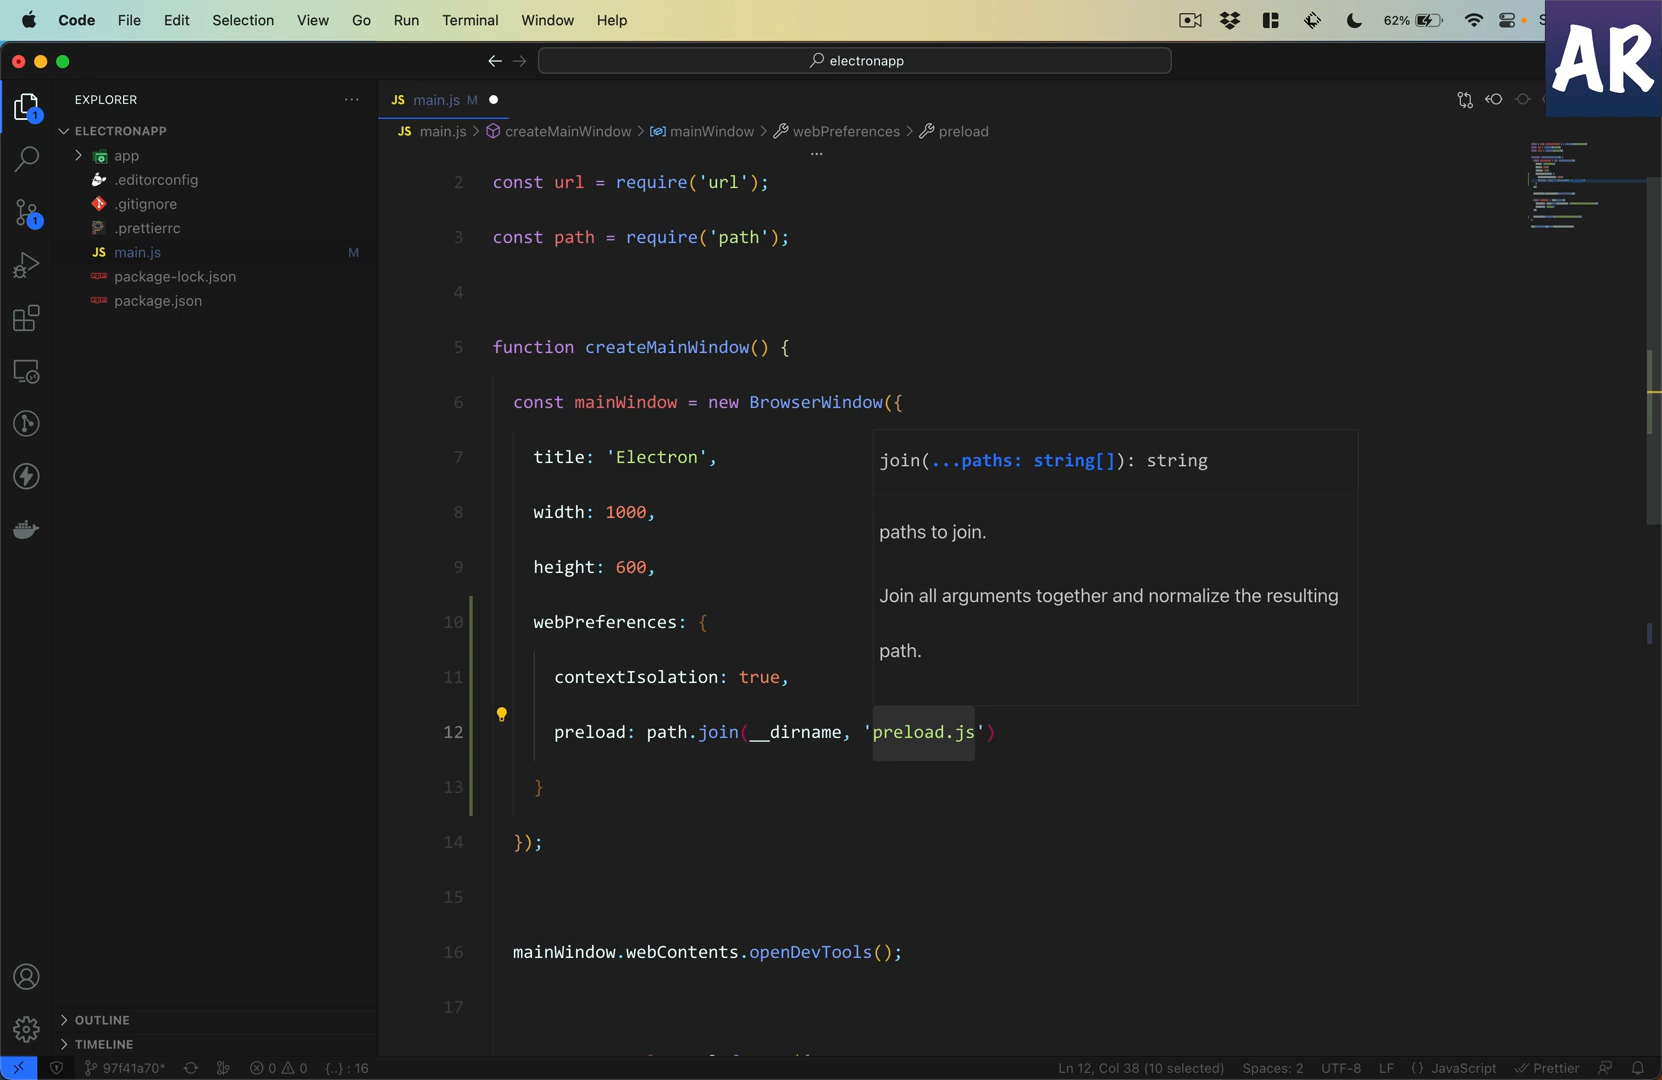 Code File Edit Selection View Go Run Terminal Window Help 62%
AR
electronapp
EXPLORER
JS main.js M
ELECTRONAPP
JS main.js > createMainWindow > mainWindow > webPreferences > preload
app
.editorconfig
.gitignore
.prettierrc
JS main.js M
package-lock.json
package.json
2 const url = require('url');
3 const path = require('path');
4
5 function createMainWindow() {
6 const mainWindow = new BrowserWindow({
7 title: 'Electron',
8 width: 1000,
9 height: 600,
10 webPreferences: {
11 contextIsolation: true,
12 preload: path.join(__dirname, 'preload.js')
13 }
14 });
15
16 mainWindow.webContents.openDevTools();
17
join(...paths: string[]): string
paths to join.
Join all arguments together and normalize the resulting
path.
1
1
OUTLINE
TIMELINE
97f41a70* 0 0 {..} : 16 Ln 12, Col 38 (10 selected) Spaces: 2 UTF-8 LF {} JavaScript Prettier